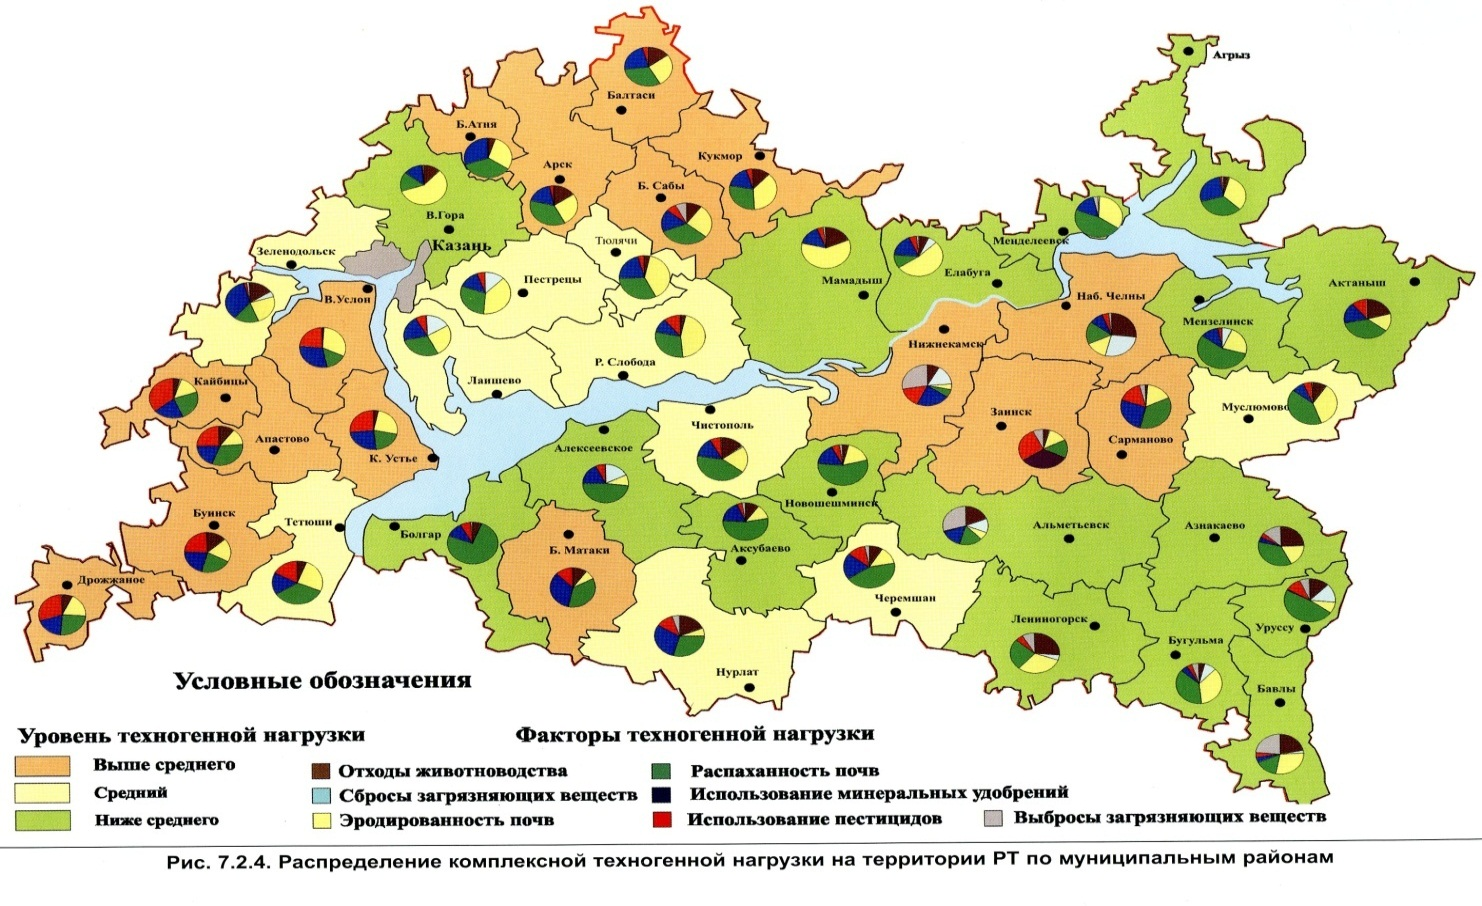 Агрыз
Балтаси
Б.Атня
Кукмор
Арск
Б. Сабы
В.Гора
Казань
Тюлячи
Менделеевск
Зеленодольск
Пестрецы
Елабуга
Мамадыш
Актаныш
В.Услон
Наб. Челны
Мензелинск
Нижнекамск
Р. Слобода
Кайбицы
Лаишево
Муслюмово
Заинск
Чистополь
Апастово
Сарманово
Алексеевское
К. Устье
Новошешминск
Буинск
Тетюши
Болгар
Альметьевск
Азнакаево
Б. Матаки
Аксубаево
Дрожжаное
Черемшан
Лениногорск
Уруссу
Бугульма
Нурлат
Бавлы
Условные обозначения
Уровень техногенной нагрузки
Выше среднего
Средний
Ниже среднего
Факторы техногенной нагрузки
Отходы животноводства
Сбросы загрязняющих веществ
Эродированность почв
Распаханность почв
Использование минеральных удобрений
Использование пестицидов
Выбросы загрязняющих веществ
Рис. 7.2.4. Распределение комплексной техногенной нагрузки на территории РТ по муниципальным районам